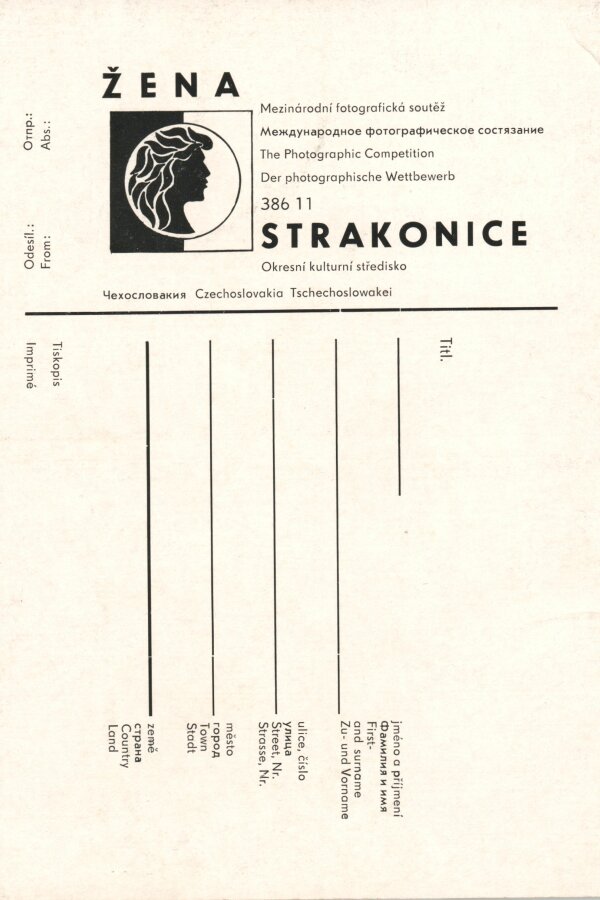 ŽENA
Mezinárodní fotografická soutěž
Международное фотографическое состязание
The Photographic Competition
Der photographische Wettbewerb
386 11
STRAKONICE
Okresní kulturní středisko
Чехословакия Czechoslovakia Tschechoslowakei
Отпр.:
Abs.:
Odesíl.:
From:
Tiskopis
Imprimé
Titl.
jméno a příjmení
Фамилия и имя
First-
and surname
Zu- und Vorname
ulice, číslo
улица
Street, Nr.
Strasse, Nr.
město
город
Town
Stadt
země
страна
Country
Land